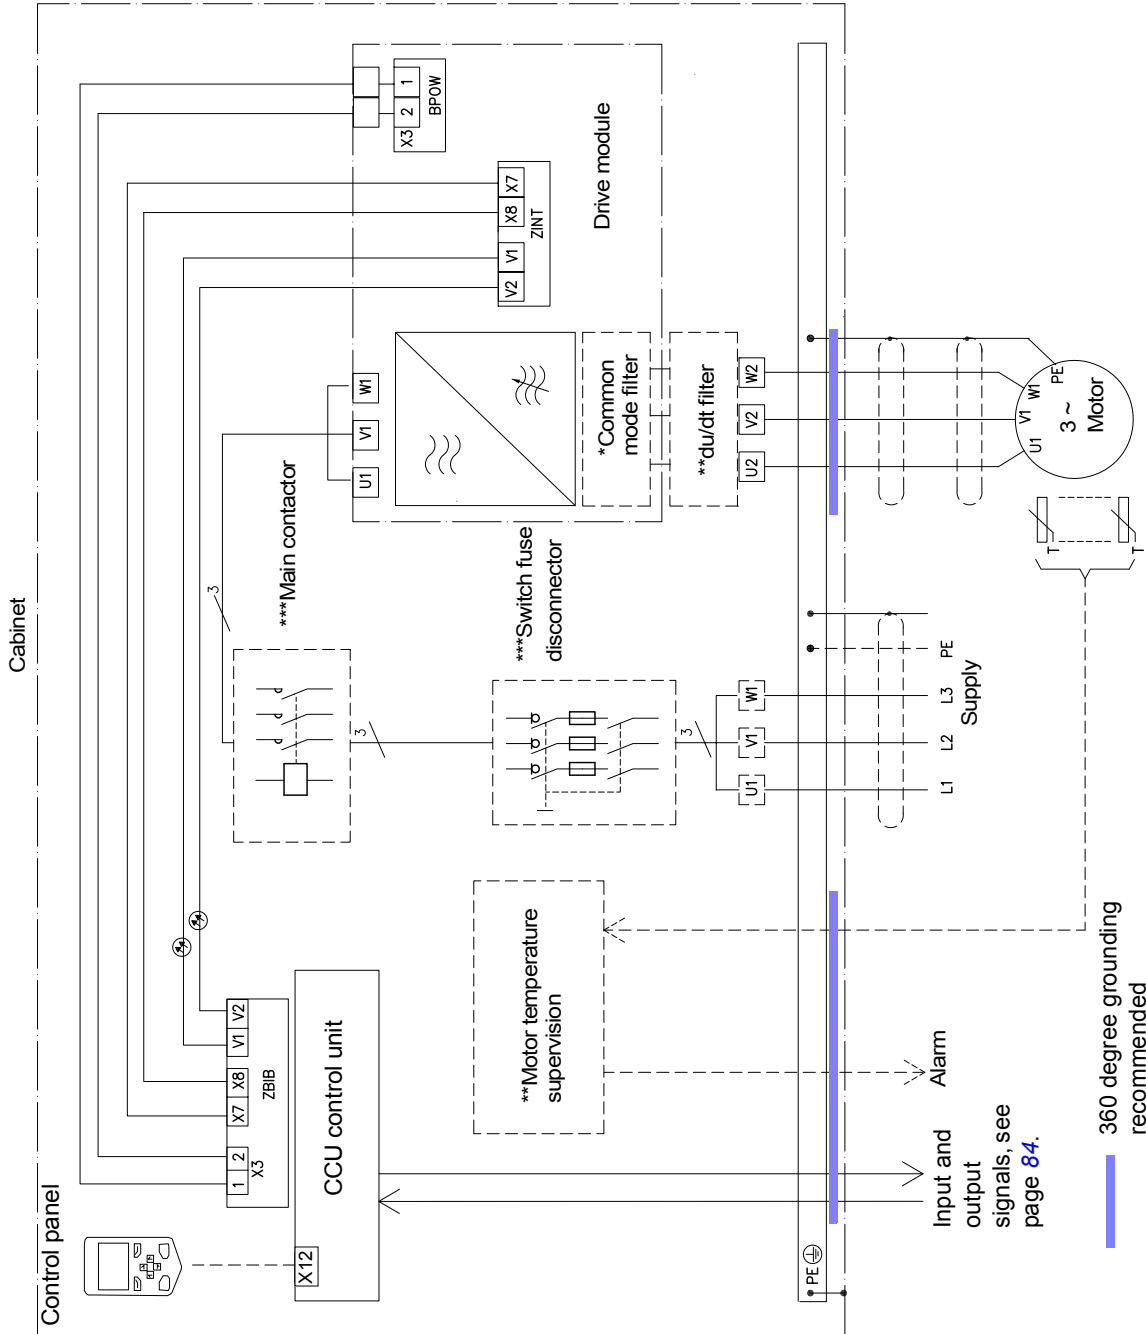 Cabinet
Control panel
X12
CCU control unit
1
2
X3
X7
X8
V1
V2
ZBIB
X3
2
1
BPOW
V2
V1
X8
X7
ZINT
Drive module
***Main contactor
3
3
***Switch fuse
disconnector
3
U1
V1
W1
U1
V1
W1
*Common
mode filter
**du/dt filter
U2
V2
W2
**Motor temperature
supervision
PE
L1
L2
L3
PE
Supply
U1
V1
W1
PE
3 ~
Motor
T
T
Alarm
Input and
output
signals, see
page 84.
360 degree grounding
recommended